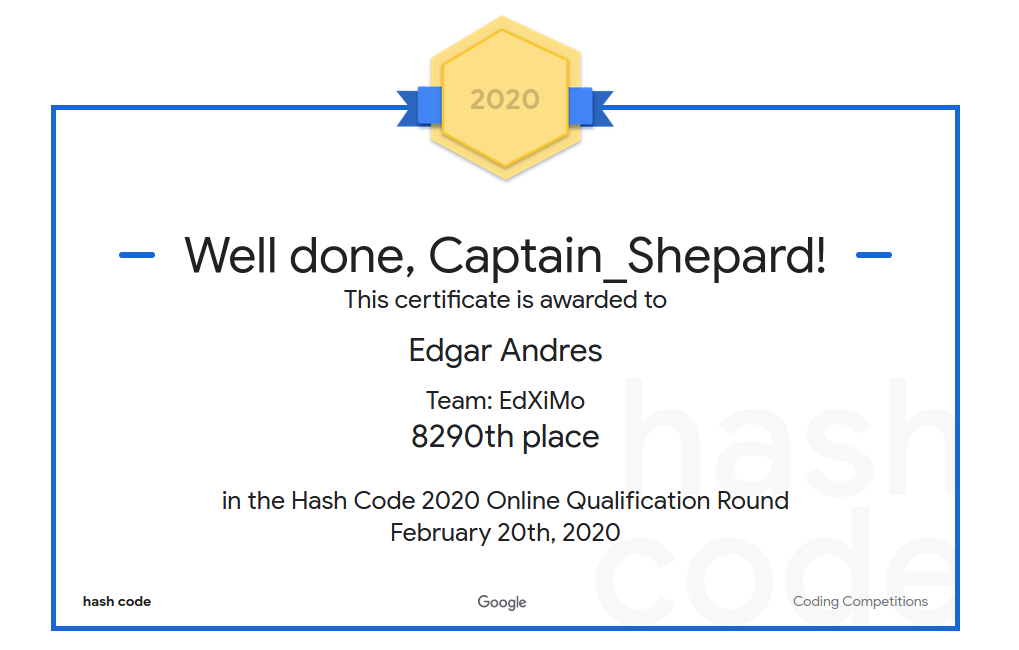 2020
Well done, Captain_Shepard!
This certificate is awarded to
Edgar Andres
Team: EdXiMo
8290th place
in the Hash Code 2020 Online Qualification Round
February 20th, 2020
hash
code
hash code Google Coding Competitions